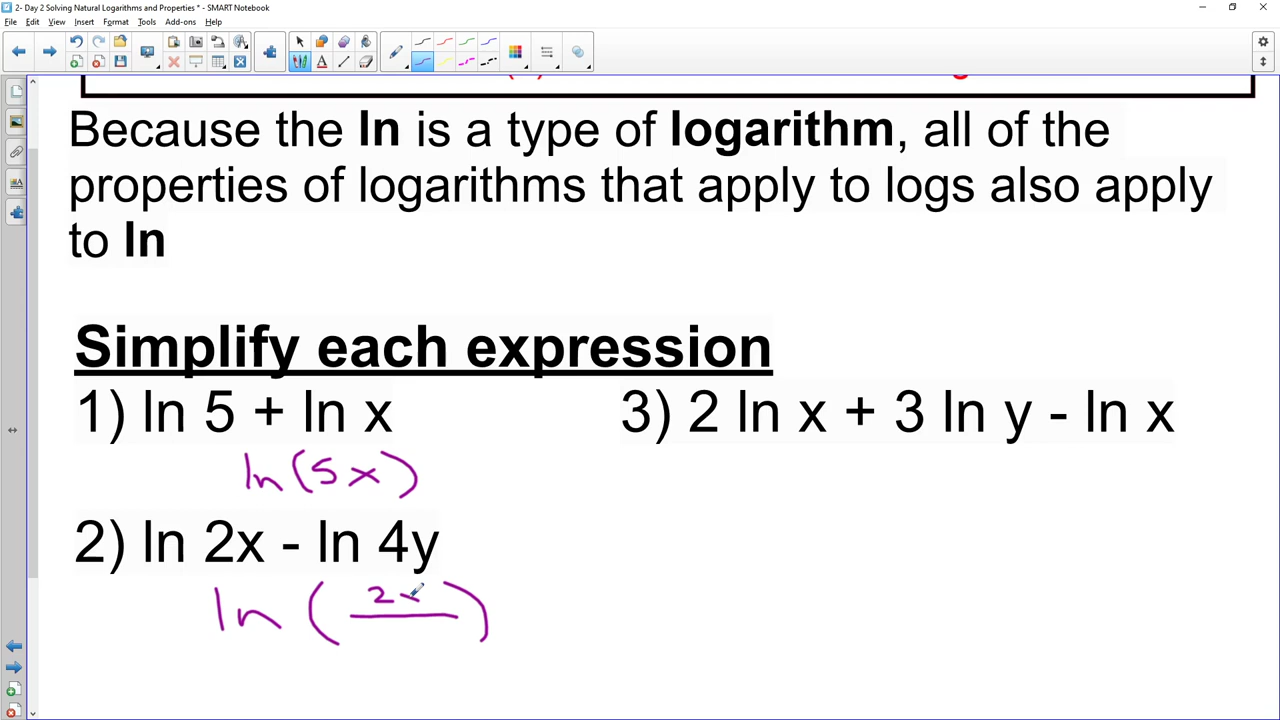 2- Day 2 Solving Natural Logarithms and Properties * - SMART Notebook
File Edit View Insert Format Tools Add-ons Help
Because the ln is a type of logarithm, all of the
properties of logarithms that apply to logs also apply
to ln
Simplify each expression
1) ln 5 + ln x
ln(5x)
2) ln 2x - ln 4y
ln(2x
3) 2 ln x + 3 ln y - ln x